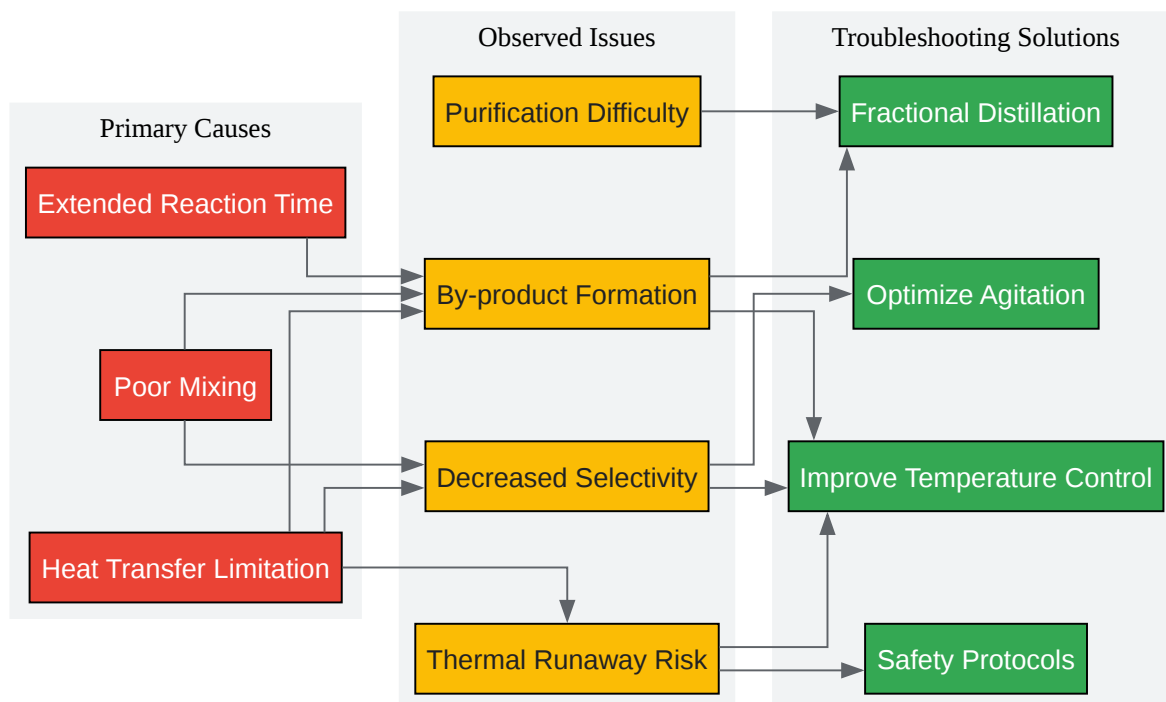 Primary Causes
Extended Reaction Time
Poor Mixing
Heat Transfer Limitation
Observed Issues
Purification Difficulty
By-product Formation
Decreased Selectivity
Thermal Runaway Risk
Troubleshooting Solutions
Fractional Distillation
Optimize Agitation
Improve Temperature Control
Safety Protocols